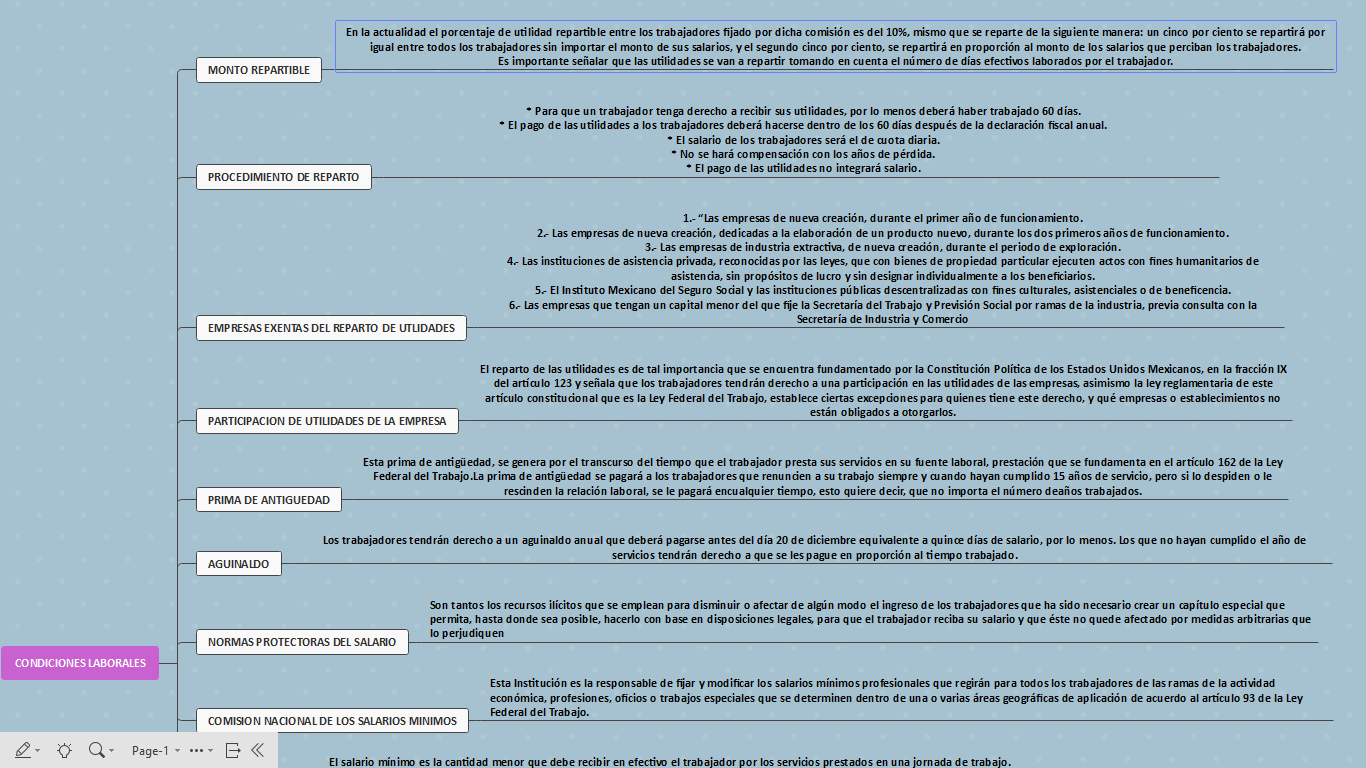 En la actualidad el porcentaje de utilidad repartible entre los trabajadores fijado por dicha comisión es del 10%, mismo que se reparte de la siguiente manera: un cinco por ciento se repartirá por
igual entre todos los trabajadores sin importar el monto de sus salarios, y el segundo cinco por ciento, se repartirá en proporción al monto de los salarios que perciban los trabajadores.
Es importante señalar que las utilidades se van a repartir tomando en cuenta el número de días efectivos laborados por el trabajador.
MONTO REPARTIBLE
* Para que un trabajador tenga derecho a recibir sus utilidades, por lo menos deberá haber trabajado 60 días.
* El pago de las utilidades a los trabajadores deberá hacerse dentro de los 60 días después de la declaración fiscal anual.
* El salario de los trabajadores será el de cuota diaria.
* No se hará compensación con los años de pérdida.
* El pago de las utilidades no integrará salario.
PROCEDIMIENTO DE REPARTO
1.- “Las empresas de nueva creación, durante el primer año de funcionamiento.
2.- Las empresas de nueva creación, dedicadas a la elaboración de un producto nuevo, durante los dos primeros años de funcionamiento.
3.- Las empresas de industria extractiva, de nueva creación, durante el periodo de exploración.
4.- Las instituciones de asistencia privada, reconocidas por las leyes, que con bienes de propiedad particular ejecuten actos con fines humanitarios de
asistencia, sin propósitos de lucro y sin designar individualmente a los beneficiarios.
5.- El Instituto Mexicano del Seguro Social y las instituciones públicas descentralizadas con fines culturales, asistenciales o de beneficencia.
6.- Las empresas que tengan un capital menor del que fije la Secretaría del Trabajo y Previsión Social por ramas de la industria, previa consulta con la
Secretaría de Industria y Comercio
EMPRESAS EXENTAS DEL REPARTO DE UTLIDADES
El reparto de las utilidades es de tal importancia que se encuentra fundamentado por la Constitución Política de los Estados Unidos Mexicanos, en la fracción IX
del artículo 123 y señala que los trabajadores tendrán derecho a una participación en las utilidades de las empresas, asimismo la ley reglamentaria de este
artículo constitucional que es la Ley Federal del Trabajo, establece ciertas excepciones para quienes tiene este derecho, y qué empresas o establecimientos no
están obligados a otorgarlos.
PARTICIPACION DE UTILIDADES DE LA EMPRESA
Esta prima de antigüedad, se genera por el transcurso del tiempo que el trabajador presta sus servicios en su fuente laboral, prestación que se fundamenta en el artículo 162 de la Ley
Federal del Trabajo.La prima de antigüedad se pagará a los trabajadores que renuncien a su trabajo siempre y cuando hayan cumplido 15 años de servicio, pero si lo despiden o le
rescinden la relación laboral, se le pagará encualquier tiempo, esto quiere decir, que no importa el número deaños trabajados.
PRIMA DE ANTIGUEDAD
Los trabajadores tendrán derecho a un aguinaldo anual que deberá pagarse antes del día 20 de diciembre equivalente a quince días de salario, por lo menos. Los que no hayan cumplido el año de
servicios tendrán derecho a que se les pague en proporción al tiempo trabajado.
AGUINALDO
Son tantos los recursos ilícitos que se emplean para disminuir o afectar de algún modo el ingreso de los trabajadores que ha sido necesario crear un capítulo especial que
permita, hasta donde sea posible, hacerlo con base en disposiciones legales, para que el trabajador reciba su salario y que éste no quede afectado por medidas arbitrarias que
lo perjudiquen
NORMAS PROTECTORAS DEL SALARIO
CONDICIONES LABORALES
Esta Institución es la responsable de fijar y modificar los salarios mínimos profesionales que regirán para todos los trabajadores de las ramas de la actividad
económica, profesiones, oficios o trabajos especiales que se determinen dentro de una o varias áreas geográficas de aplicación de acuerdo al artículo 93 de la Ley
Federal del Trabajo.
COMISION NACIONAL DE LOS SALARIOS MINIMOS
Page-1
El salario mínimo es la cantidad menor que debe recibir en efectivo el trabajador por los servicios prestados en una jornada de trabajo.